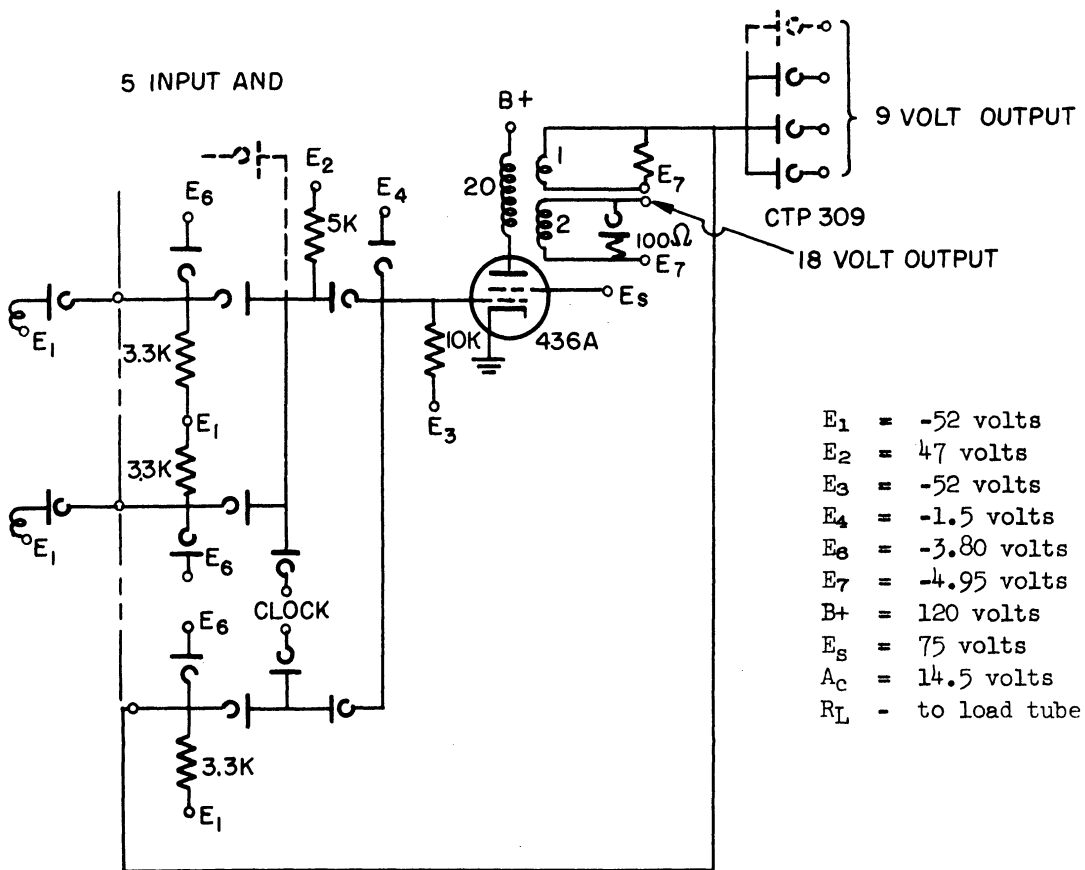 5 INPUT AND
B+
9 VOLT OUTPUT
E6
E2
E4
20
1
E7
5K
CTP 309
2
100Ω
E7
18 VOLT OUTPUT
Es
436A
E1
3.3K
10K
E3
E1
3.3K
E1
E6
CLOCK
E6
3.3K
E1
E1 = -52 volts
E2 = 47 volts
E3 = -52 volts
E4 = -1.5 volts
E6 = -3.80 volts
E7 = -4.95 volts
B+ = 120 volts
Es = 75 volts
Ac = 14.5 volts
RL - to load tube